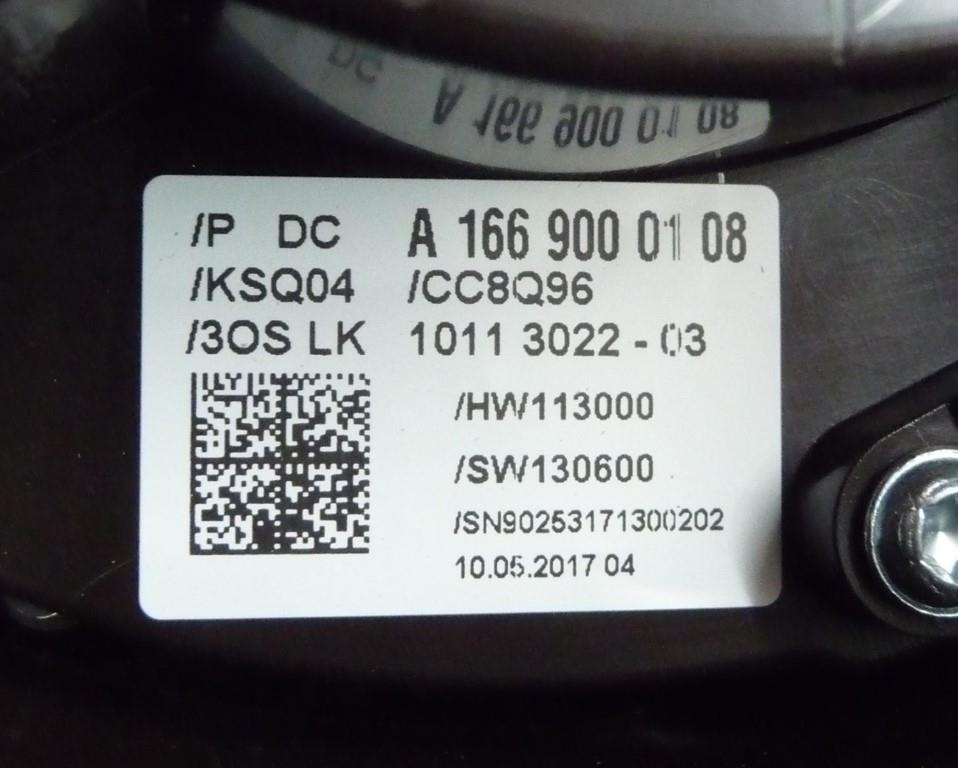 /P DC A 166 900 01 08
/KSQ04 /CC8Q96
/3OS LK 1011 3022 - 03
/HW113000
/SW130600
/SN90253171300202
10.05.2017 04